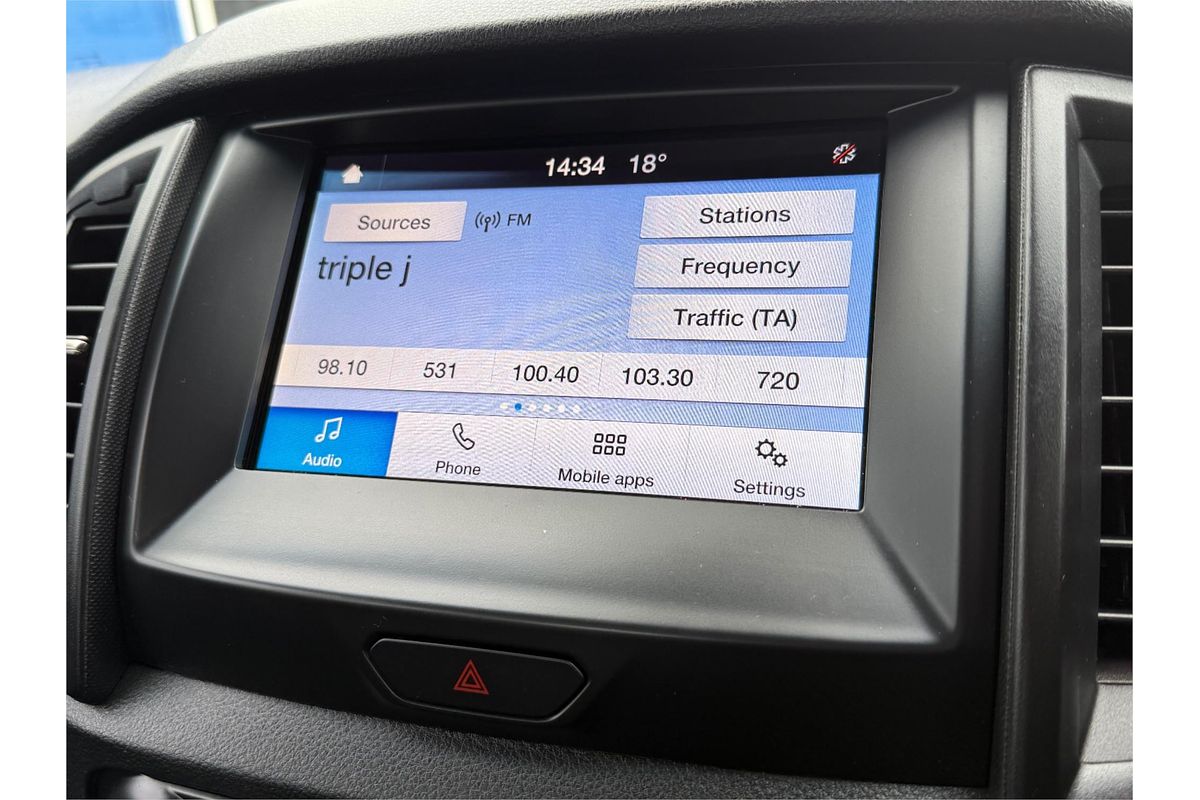 14:34 18°
Sources FM
Stations
triple j
Frequency
Traffic (TA)
98.10 531 100.40 103.30 720
Audio Phone Mobile apps Settings